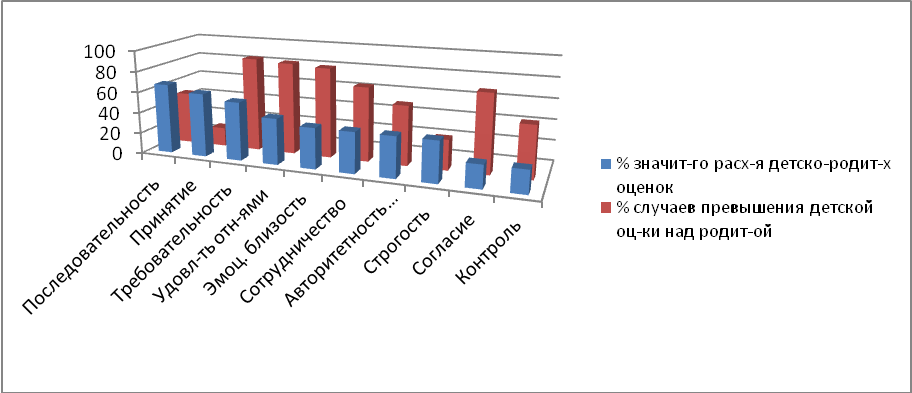 100
80
60
40
20
0
Последовательность
Принятие
Требовательность
Удовл-ть отн-ями
Эмоц. близость
Сотрудничество
Авторитетность...
Строгость
Согласие
Контроль
% значит-го расх-я детско-родит-х
оценок
% случаев превышения детской
оц-ки над родит-ой